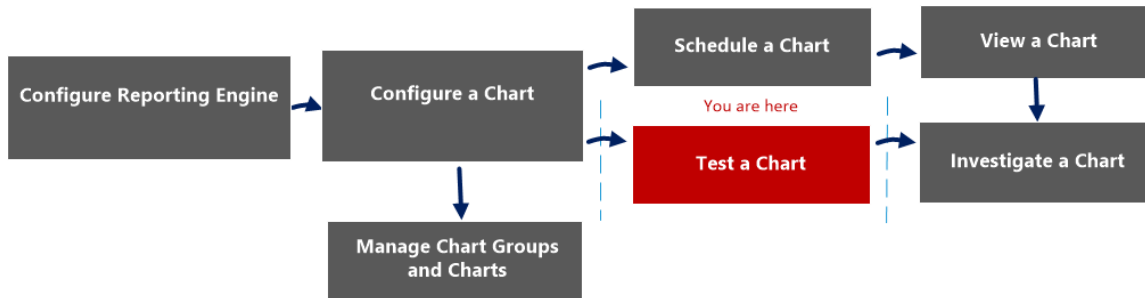 Configure Reporting Engine
Configure a Chart
Schedule a Chart
View a Chart
You are here
Test a Chart
Investigate a Chart
Manage Chart Groups
and Charts